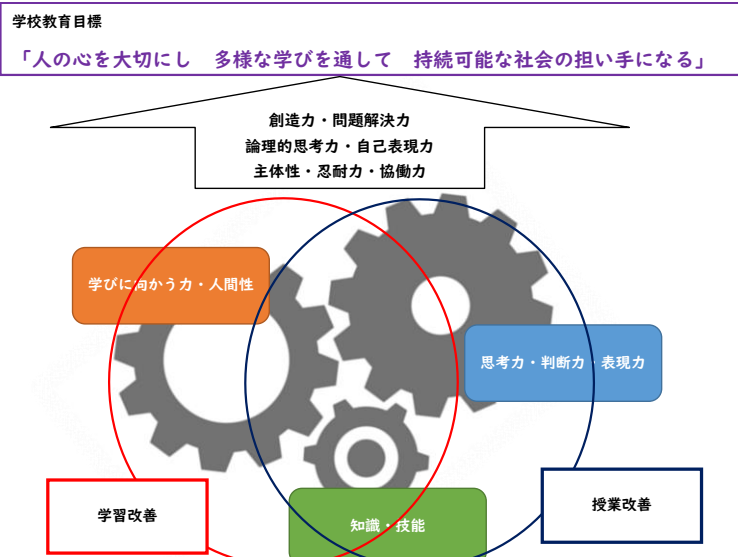 学校教育目標
「人の心を大切にし　多様な学びを通して　持続可能な社会の担い手になる」
創造力・問題解決力
論理的思考力・自己表現力
主体性・忍耐力・協働力
学びに向かう力・人間性
思考力・判断力・表現力
学習改善
知識・技能
授業改善